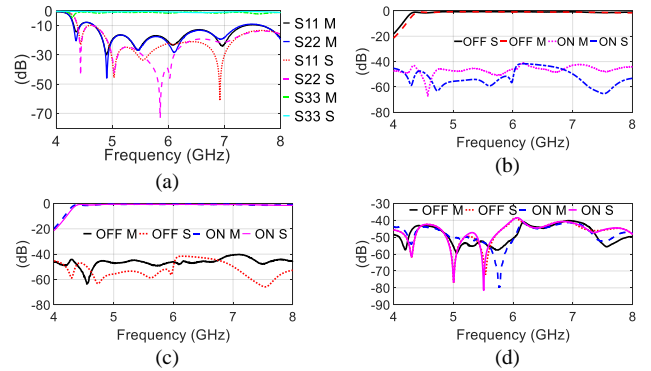 0
-10
-30
-50
-70
4 5 6 7 8
(dB)
Frequency (GHz)
S11 M
S22 M
S11 S
S22 S
S33 M
S33 S
(a)
0
-20
-40
-60
-80
4 5 6 7 8
(dB)
Frequency (GHz)
OFF S OFF M ON M ON S
(b)
0
-20
-40
-60
-80
4 5 6 7 8
(dB)
Frequency (GHz)
OFF M OFF S ON M ON S
(c)
-30
-40
-50
-60
-70
-80
-90
4 5 6 7 8
(dB)
Frequency (GHz)
OFF M OFF S ON M ON S
(d)